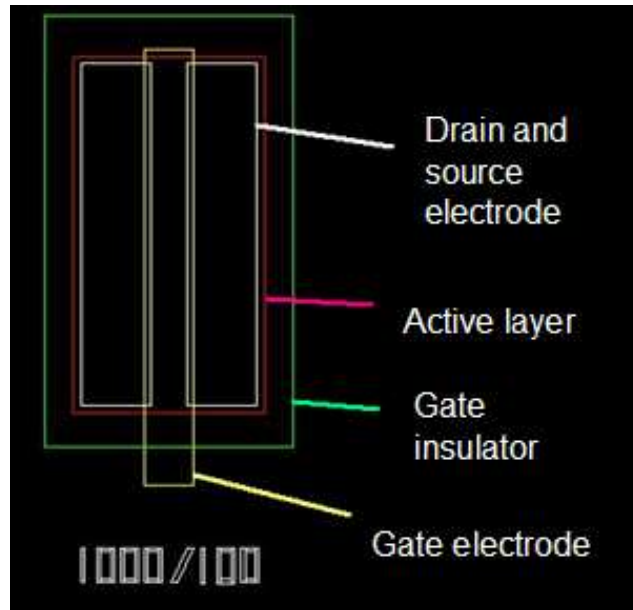 Drain and
source
electrode
Active layer
Gate
insulator
Gate electrode
1000/100